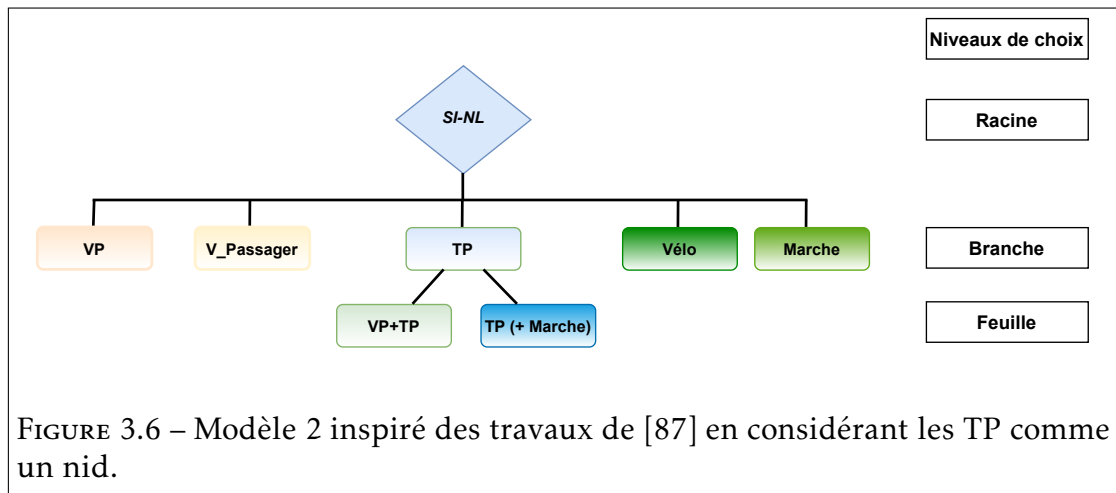 Niveaux de choix
SI-NL
Racine
VP
V_Passager
TP
Vélo
Marche
Branche
VP+TP
TP (+ Marche)
Feuille
Figure 3.6 – Modèle 2 inspiré des travaux de [87] en considérant les TP comme
un nid.